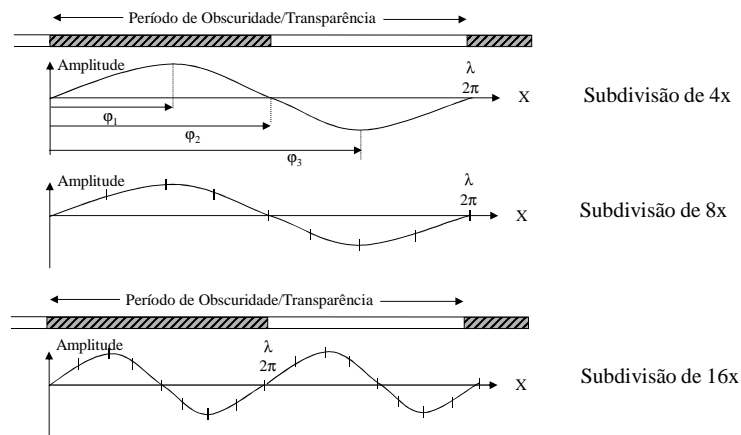 Período de Obscuridade/Transparência
Amplitude
λ
2π
X
Subdivisão de 4x
φ1
φ2
φ3
Amplitude
λ
2π
X
Subdivisão de 8x
Período de Obscuridade/Transparência
Amplitude
λ
2π
X
Subdivisão de 16x